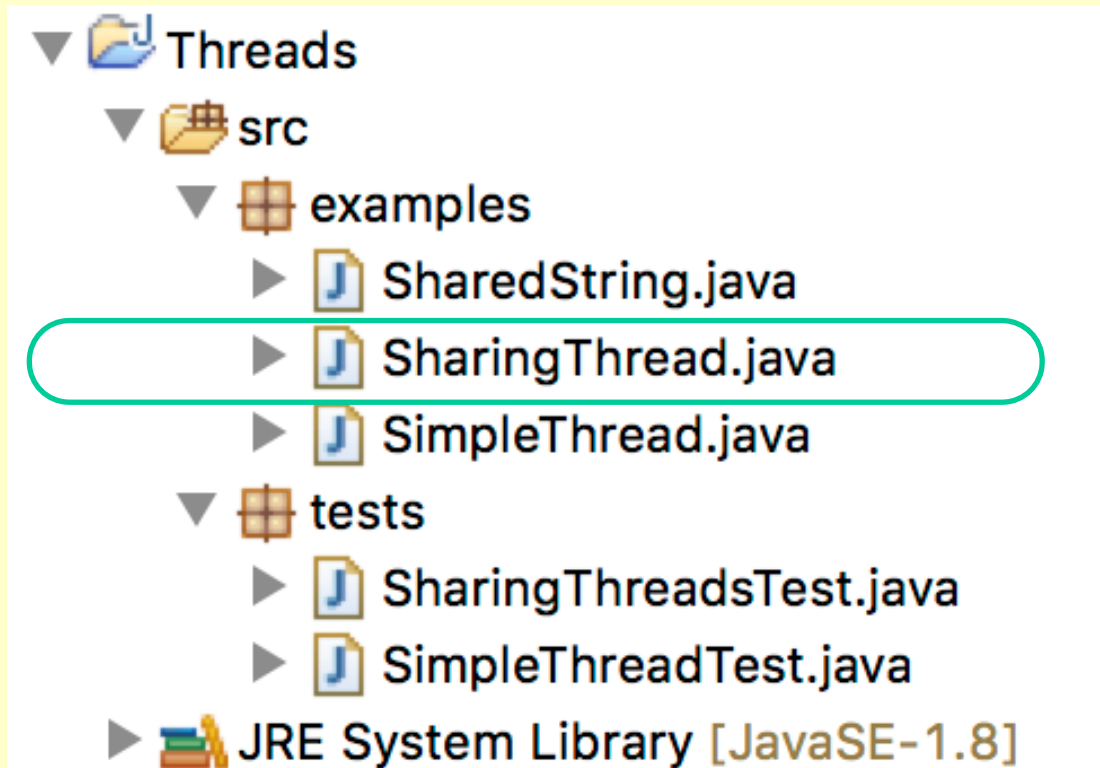 Threads
src
examples
SharedString.java
SharingThread.java
SimpleThread.java
tests
SharingThreadsTest.java
SimpleThreadTest.java
JRE System Library [JavaSE-1.8]